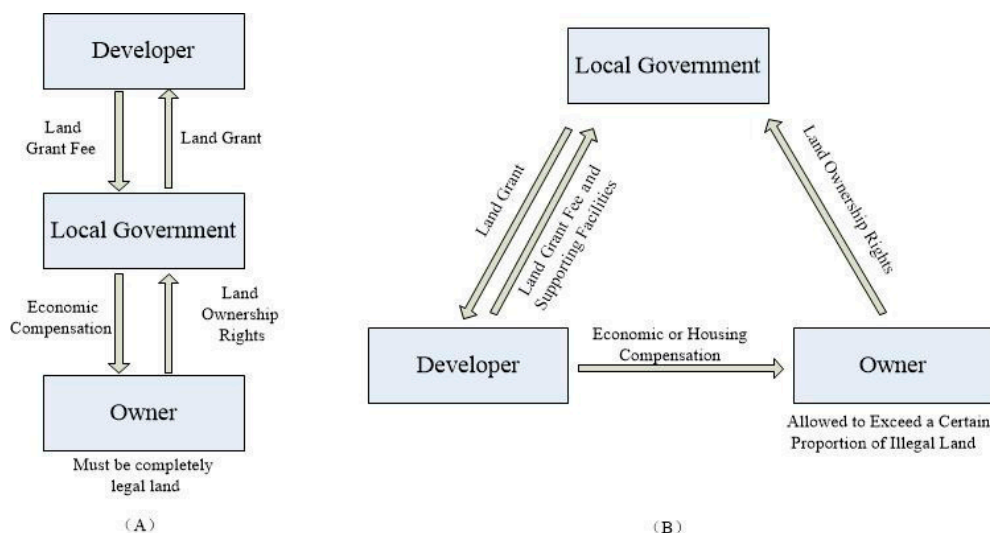 Developer
Land
Grant Fee
Land Grant
Local Government
Economic
Compensation
Land
Ownership
Rights
Owner
Must be completely
legal land
（A）
Local Government
Land Grant
Land Grant Fee and
Supporting Facilities
Land Ownership Rights
Developer
Economic or Housing
Compensation
Owner
Allowed to Exceed a Certain
Proportion of Illegal Land
（B）